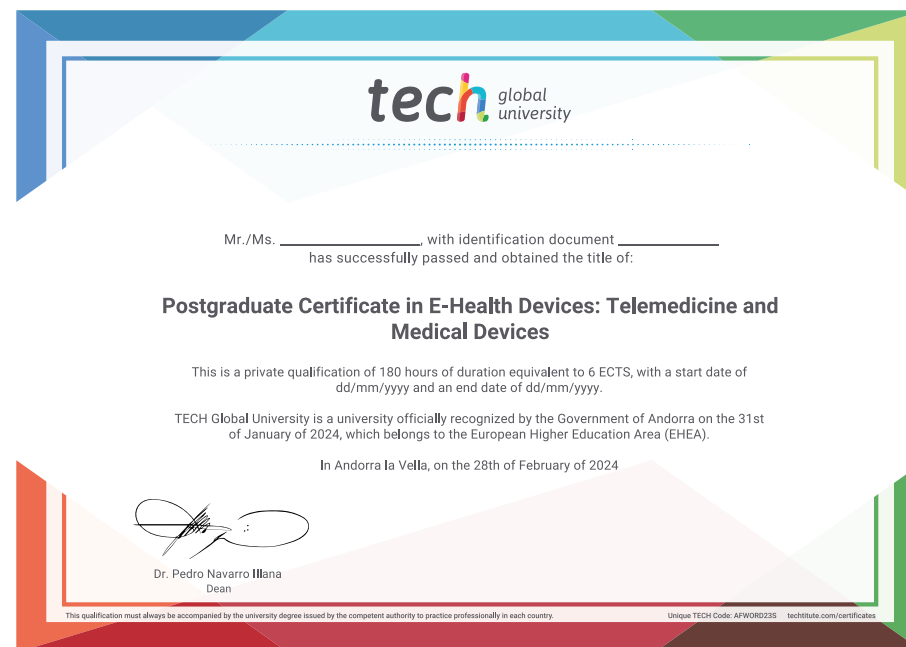 tech global university
Mr./Ms. ____________, with identification document ____________
has successfully passed and obtained the title of:
Postgraduate Certificate in E-Health Devices: Telemedicine and
Medical Devices
This is a private qualification of 180 hours of duration equivalent to 6 ECTS, with a start date of
dd/mm/yyyy and an end date of dd/mm/yyyy.
TECH Global University is a university officially recognized by the Government of Andorra on the 31st
of January of 2024, which belongs to the European Higher Education Area (EHEA).
In Andorra la Vella, on the 28th of February of 2024
Dr. Pedro Navarro Illana
Dean
This qualification must always be accompanied by the university degree issued by the competent authority to practice professionally in each country.
Unique TECH Code: AFWORD23S techtitute.com/certificates